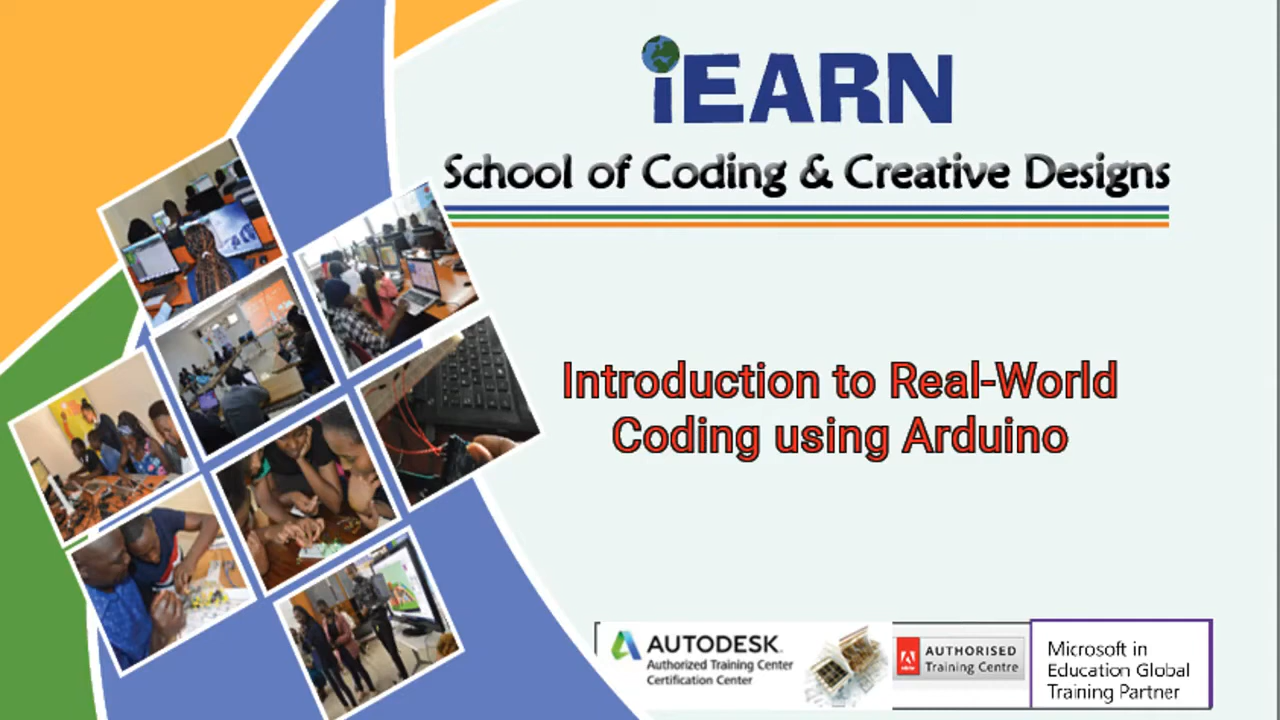 iEARN
School of Coding & Creative Designs
Introduction to Real-World
Coding using Arduino
AUTODESK.
Authorized Training Center
Certification Center
AUTHORISED
Training Centre
Microsoft in
Education Global
Training Partner